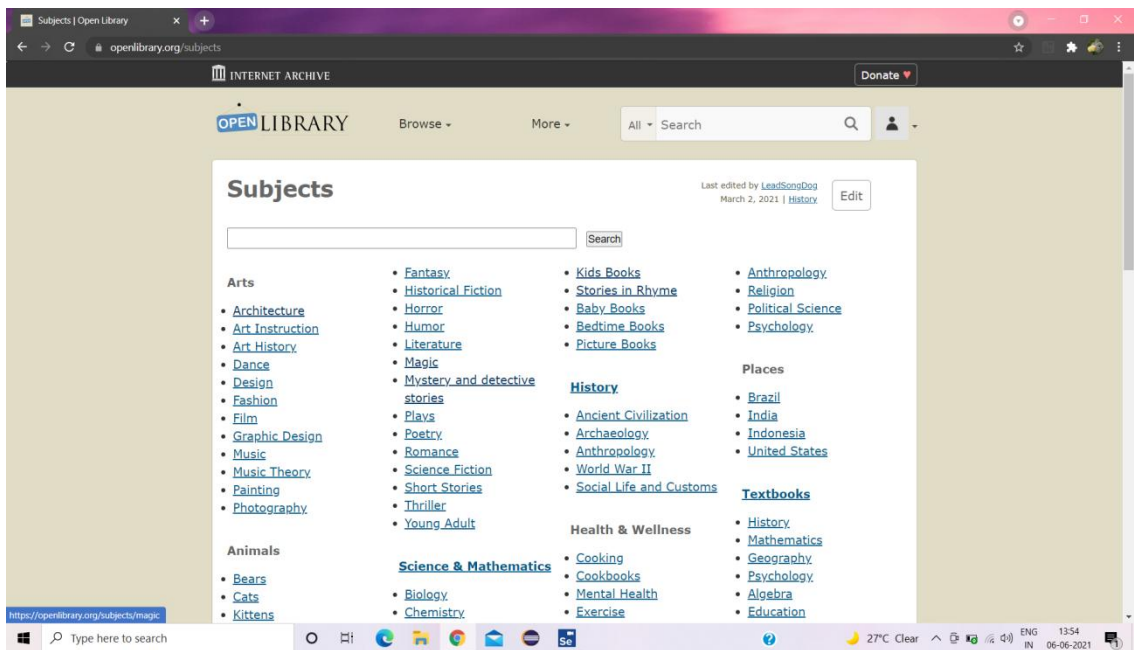 Subjects | Open Library
openlibrary.org/subjects
INTERNET ARCHIVE
Donate
OPEN LIBRARY
Browse
More
All
Search
Subjects
Last edited by LeadSongDog
March 2, 2021 | History
Edit
Search
Arts
Architecture
Art Instruction
Art History
Dance
Design
Fashion
Film
Graphic Design
Music
Music Theory
Painting
Photography
Animals
Bears
Cats
Kittens
Fantasy
Historical Fiction
Horror
Humor
Literature
Magic
Mystery and detective
stories
Plays
Poetry
Romance
Science Fiction
Short Stories
Thriller
Young Adult
Science & Mathematics
Biology
Chemistry
Kids Books
Stories in Rhyme
Baby Books
Bedtime Books
Picture Books
History
Ancient Civilization
Archaeology
Anthropology
World War II
Social Life and Customs
Health & Wellness
Cooking
Cookbooks
Mental Health
Exercise
Anthropology
Religion
Political Science
Psychology
Places
Brazil
India
Indonesia
United States
Textbooks
History
Mathematics
Geography
Psychology
Algebra
Education
https://openlibrary.org/subjects/magic
Type here to search
Se
27°C Clear
ENG
IN
13:54
06-06-2021
1